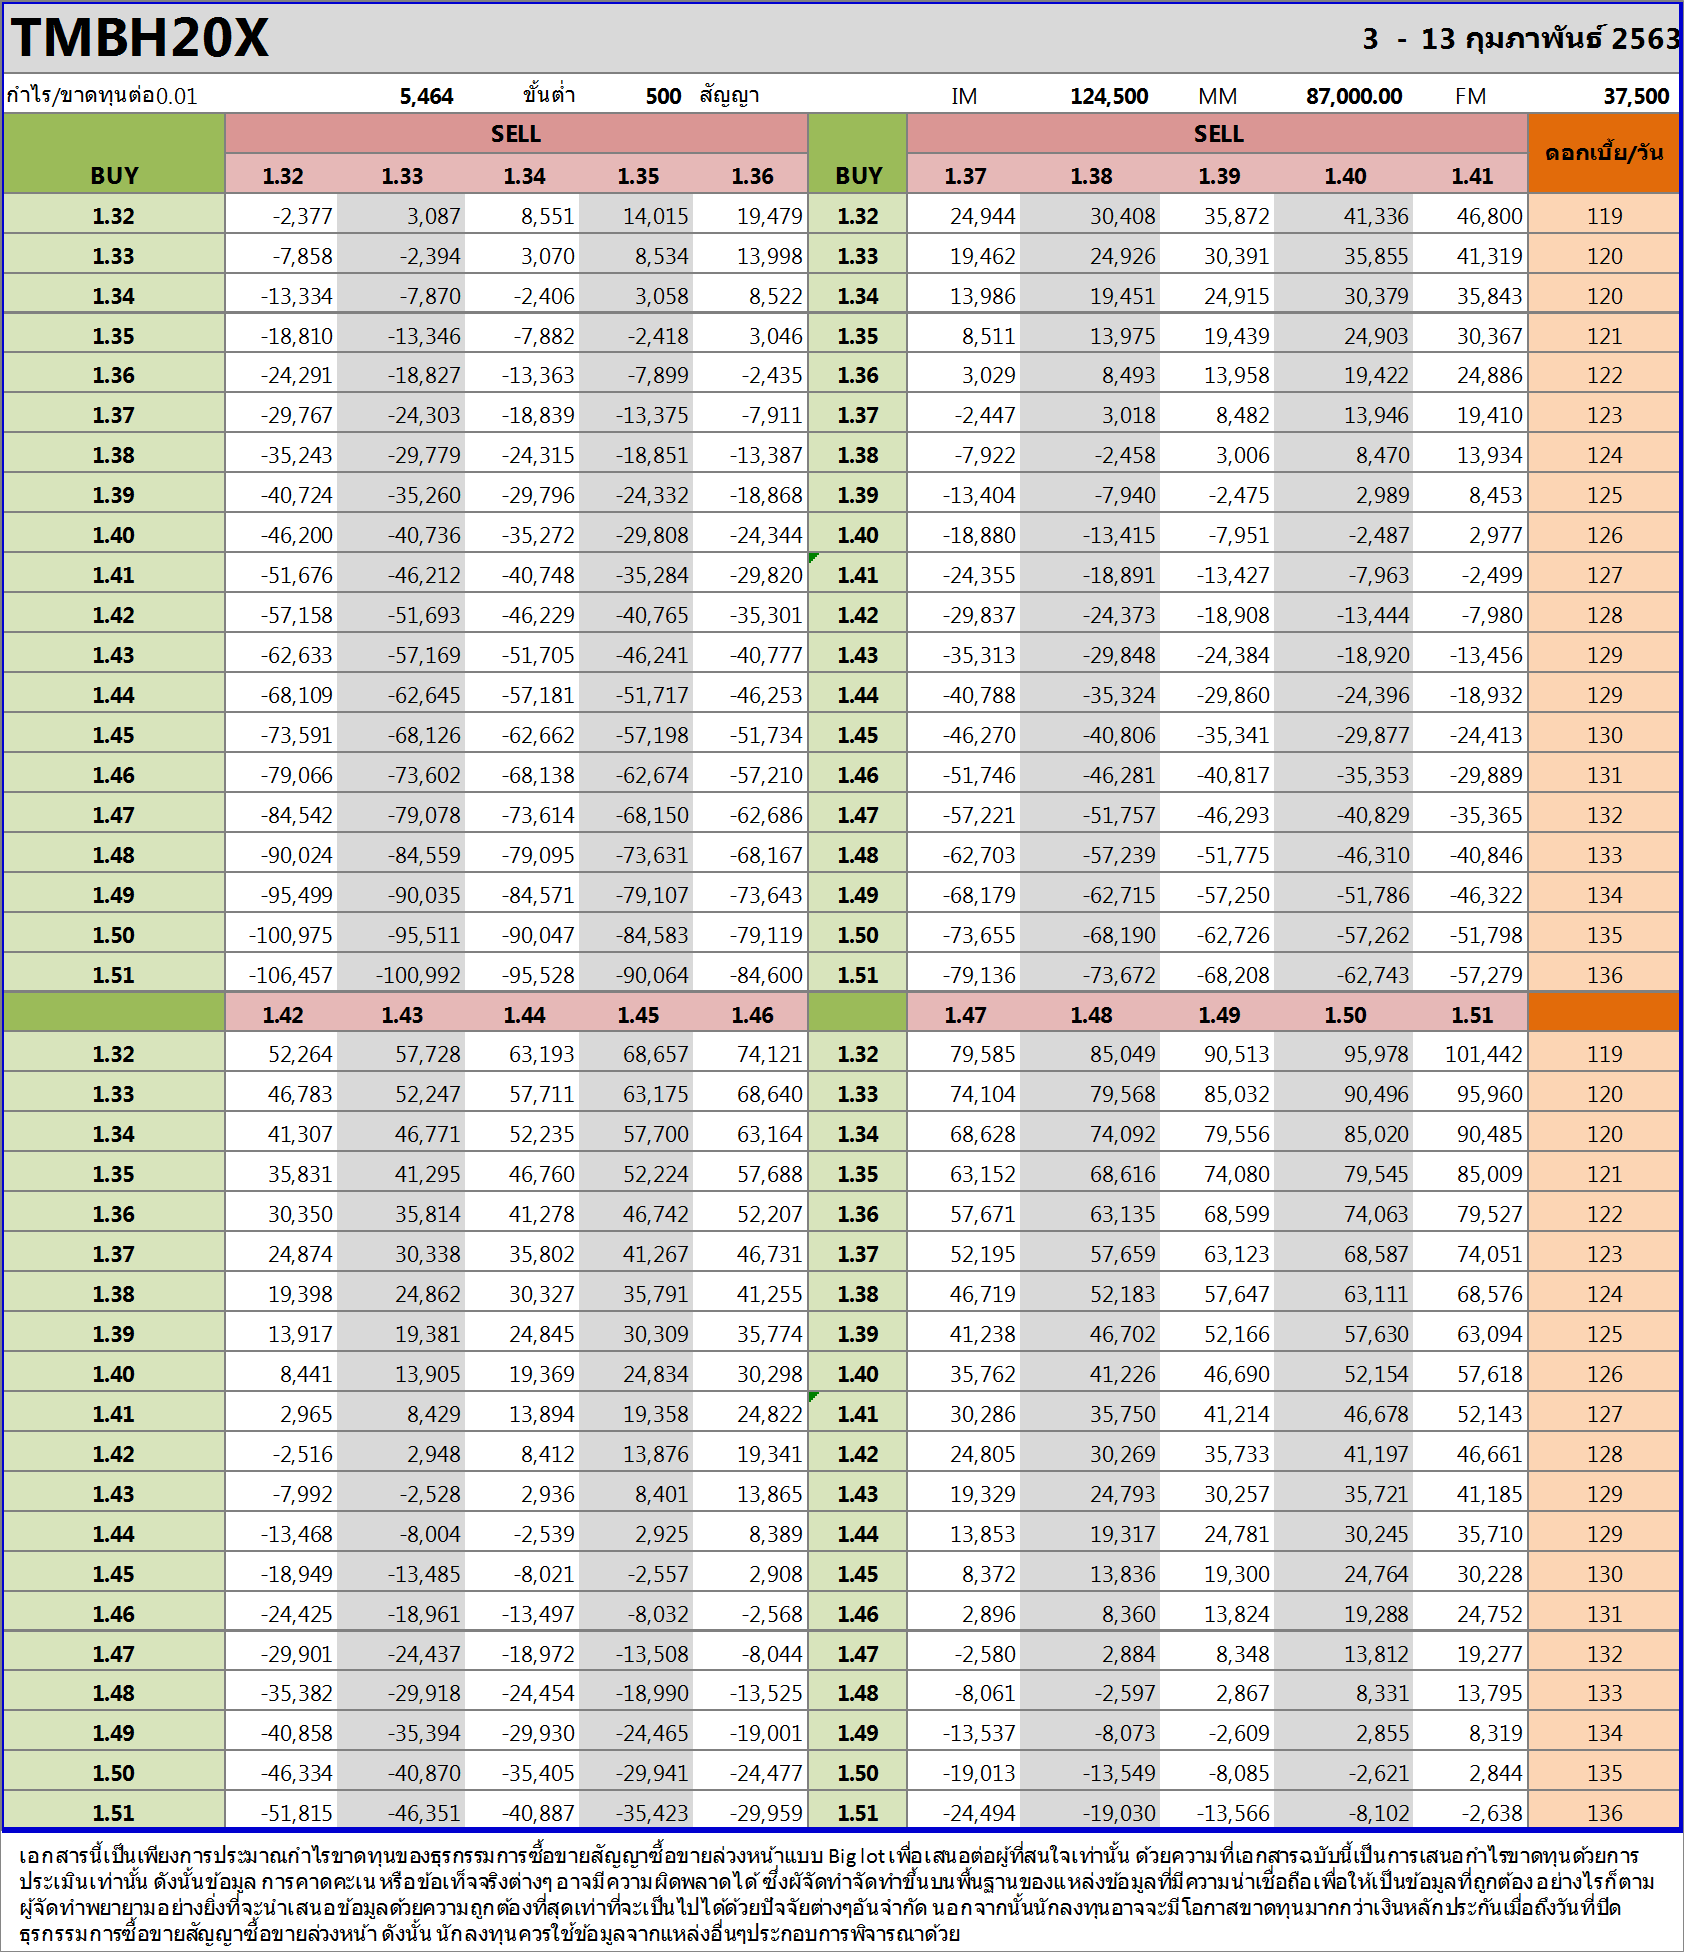 TMBH20X 3 - 13 กุมภาพันธ์ 2563
กำไร/ขาดทุนต่อ0.01 5,464 ขั้นต่ำ 500 สัญญา IM 124,500 MM 87,000.00 FM 37,500
SELL SELL
BUY 1.32 1.33 1.34 1.35 1.36 BUY 1.37 1.38 1.39 1.40 1.41 ดอกเบี้ย/วัน
1.32 -2,377 3,087 8,551 14,015 19,479 1.32 24,944 30,408 35,872 41,336 46,800 119
1.33 -7,858 -2,394 3,070 8,534 13,998 1.33 19,462 24,926 30,391 35,855 41,319 120
1.34 -13,334 -7,870 -2,406 3,058 8,522 1.34 13,986 19,451 24,915 30,379 35,843 120
1.35 -18,810 -13,346 -7,882 -2,418 3,046 1.35 8,511 13,975 19,439 24,903 30,367 121
1.36 -24,291 -18,827 -13,363 -7,899 -2,435 1.36 3,029 8,493 13,958 19,422 24,886 122
1.37 -29,767 -24,303 -18,839 -13,375 -7,911 1.37 -2,447 3,018 8,482 13,946 19,410 123
1.38 -35,243 -29,779 -24,315 -18,851 -13,387 1.38 -7,922 -2,458 3,006 8,470 13,934 124
1.39 -40,724 -35,260 -29,796 -24,332 -18,868 1.39 -13,404 -7,940 -2,475 2,989 8,453 125
1.40 -46,200 -40,736 -35,272 -29,808 -24,344 1.40 -18,880 -13,415 -7,951 -2,487 2,977 126
1.41 -51,676 -46,212 -40,748 -35,284 -29,820 1.41 -24,355 -18,891 -13,427 -7,963 -2,499 127
1.42 -57,158 -51,693 -46,229 -40,765 -35,301 1.42 -29,837 -24,373 -18,908 -13,444 -7,980 128
1.43 -62,633 -57,169 -51,705 -46,241 -40,777 1.43 -35,313 -29,848 -24,384 -18,920 -13,456 129
1.44 -68,109 -62,645 -57,181 -51,717 -46,253 1.44 -40,788 -35,324 -29,860 -24,396 -18,932 129
1.45 -73,591 -68,126 -62,662 -57,198 -51,734 1.45 -46,270 -40,806 -35,341 -29,877 -24,413 130
1.46 -79,066 -73,602 -68,138 -62,674 -57,210 1.46 -51,746 -46,281 -40,817 -35,353 -29,889 131
1.47 -84,542 -79,078 -73,614 -68,150 -62,686 1.47 -57,221 -51,757 -46,293 -40,829 -35,365 132
1.48 -90,024 -84,559 -79,095 -73,631 -68,167 1.48 -62,703 -57,239 -51,775 -46,310 -40,846 133
1.49 -95,499 -90,035 -84,571 -79,107 -73,643 1.49 -68,179 -62,715 -57,250 -51,786 -46,322 134
1.50 -100,975 -95,511 -90,047 -84,583 -79,119 1.50 -73,655 -68,190 -62,726 -57,262 -51,798 135
1.51 -106,457 -100,992 -95,528 -90,064 -84,600 1.51 -79,136 -73,672 -68,208 -62,743 -57,279 136
1.42 1.43 1.44 1.45 1.46 1.47 1.48 1.49 1.50 1.51
1.32 52,264 57,728 63,193 68,657 74,121 1.32 79,585 85,049 90,513 95,978 101,442 119
1.33 46,783 52,247 57,711 63,175 68,640 1.33 74,104 79,568 85,032 90,496 95,960 120
1.34 41,307 46,771 52,235 57,700 63,164 1.34 68,628 74,092 79,556 85,020 90,485 120
1.35 35,831 41,295 46,760 52,224 57,688 1.35 63,152 68,616 74,080 79,545 85,009 121
1.36 30,350 35,814 41,278 46,742 52,207 1.36 57,671 63,135 68,599 74,063 79,527 122
1.37 24,874 30,338 35,802 41,267 46,731 1.37 52,195 57,659 63,123 68,587 74,051 123
1.38 19,398 24,862 30,327 35,791 41,255 1.38 46,719 52,183 57,647 63,111 68,576 124
1.39 13,917 19,381 24,845 30,309 35,774 1.39 41,238 46,702 52,166 57,630 63,094 125
1.40 8,441 13,905 19,369 24,834 30,298 1.40 35,762 41,226 46,690 52,154 57,618 126
1.41 2,965 8,429 13,894 19,358 24,822 1.41 30,286 35,750 41,214 46,678 52,143 127
1.42 -2,516 2,948 8,412 13,876 19,341 1.42 24,805 30,269 35,733 41,197 46,661 128
1.43 -7,992 -2,528 2,936 8,401 13,865 1.43 19,329 24,793 30,257 35,721 41,185 129
1.44 -13,468 -8,004 -2,539 2,925 8,389 1.44 13,853 19,317 24,781 30,245 35,710 129
1.45 -18,949 -13,485 -8,021 -2,557 2,908 1.45 8,372 13,836 19,300 24,764 30,228 130
1.46 -24,425 -18,961 -13,497 -8,032 -2,568 1.46 2,896 8,360 13,824 19,288 24,752 131
1.47 -29,901 -24,437 -18,972 -13,508 -8,044 1.47 -2,580 2,884 8,348 13,812 19,277 132
1.48 -35,382 -29,918 -24,454 -18,990 -13,525 1.48 -8,061 -2,597 2,867 8,331 13,795 133
1.49 -40,858 -35,394 -29,930 -24,465 -19,001 1.49 -13,537 -8,073 -2,609 2,855 8,319 134
1.50 -46,334 -40,870 -35,405 -29,941 -24,477 1.50 -19,013 -13,549 -8,085 -2,621 2,844 135
1.51 -51,815 -46,351 -40,887 -35,423 -29,959 1.51 -24,494 -19,030 -13,566 -8,102 -2,638 136
เอกสารนี้เป็นเพียงการประมาณกำไรขาดทุนของธุรกรรมการซื้อขายสัญญาซื้อขายล่วงหน้าแบบ Big lot เพื่อเสนอต่อผู้ที่สนใจเท่านั้น ด้วยความที่เอกสารฉบับนี้เป็นการเสนอกำไรขาดทุนด้วยการ
ประเมินเท่านั้น ดังนั้นข้อมูล การคาดคะเน หรือข้อเท็จจริงต่างๆ อาจมีความผิดพลาดได้ ซึ่งผู้จัดทำจัดทำขึ้นบนพื้นฐานของแหล่งข้อมูลที่มีความน่าเชื่อถือเพื่อให้เป็นข้อมูลที่ถูกต้อง อย่างไรก็ตาม
ผู้จัดทำพยายามอย่างยิ่งที่จะนำเสนอข้อมูลด้วยความถูกต้องที่สุดเท่าที่จะเป็นไปได้ด้วยปัจจัยต่างๆอันจำกัด นอกจากนั้นนักลงทุนอาจจะมีโอกาสขาดทุนมากกว่าเงินหลักประกันเมื่อถึงวันที่ปิด
ธุรกรรมการซื้อขายสัญญาซื้อขายล่วงหน้า ดังนั้น นักลงทุนควรใช้ข้อมูลจากแหล่งอื่นๆประกอบการพิจารณาด้วย